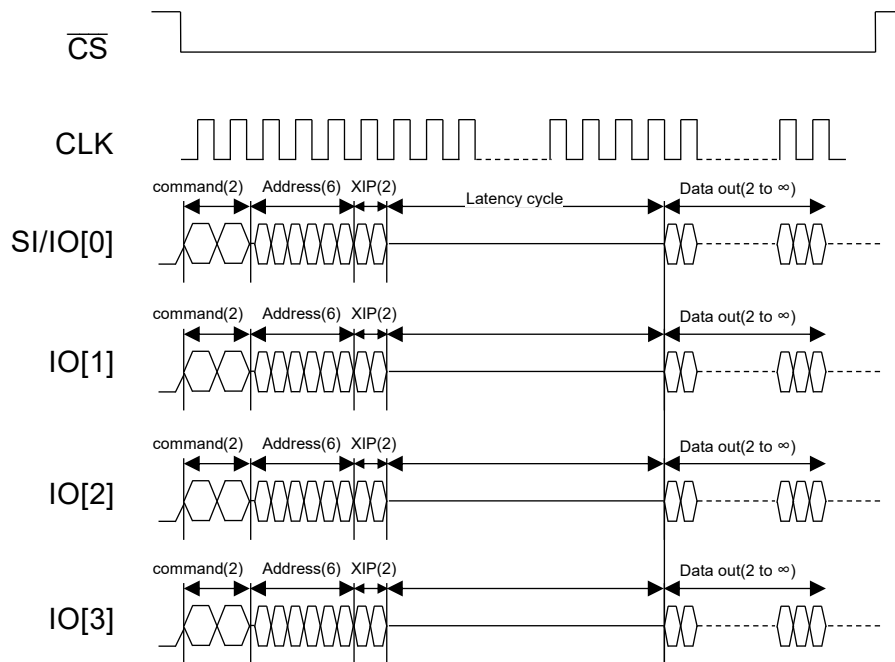 C̅S̅
CLK
command(2) Address(6) XIP(2) Latency cycle Data out(2 to ∞)
SI/IO[0]
command(2) Address(6) XIP(2) Data out(2 to ∞)
IO[1]
command(2) Address(6) XIP(2) Data out(2 to ∞)
IO[2]
command(2) Address(6) XIP(2) Data out(2 to ∞)
IO[3]